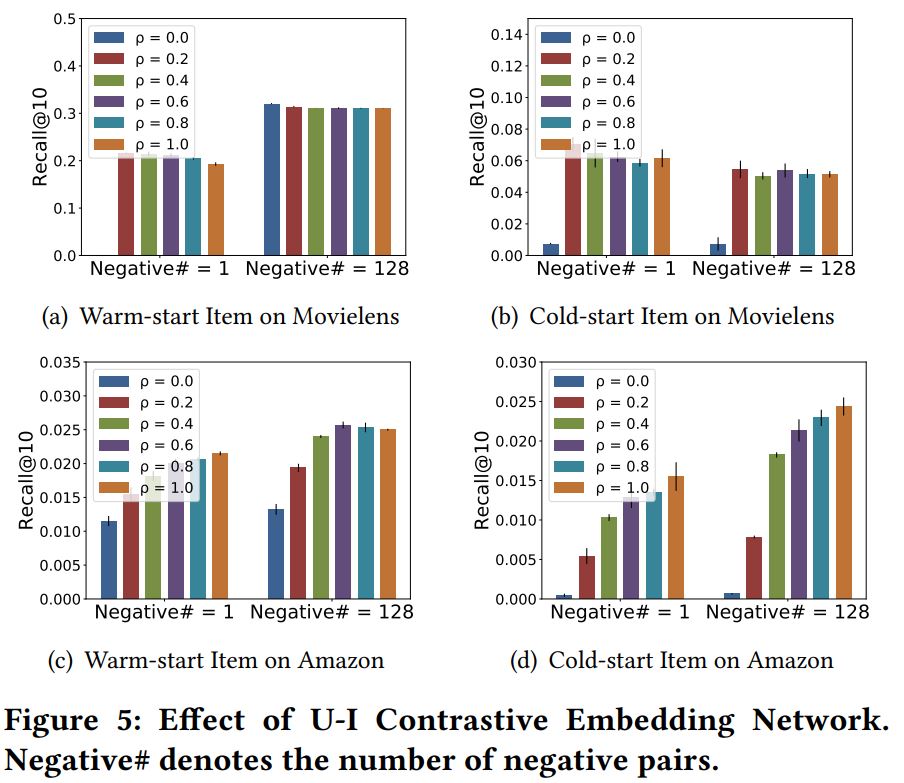 0.5
0.4
0.3
0.2
0.1
0.0
Recall@10
ρ = 0.0
ρ = 0.2
ρ = 0.4
ρ = 0.6
ρ = 0.8
ρ = 1.0
Negative# = 1 Negative# = 128
(a) Warm-start Item on Movielens
0.14
0.12
0.10
0.08
0.06
0.04
0.02
0.00
Recall@10
ρ = 0.0
ρ = 0.2
ρ = 0.4
ρ = 0.6
ρ = 0.8
ρ = 1.0
Negative# = 1 Negative# = 128
(b) Cold-start Item on Movielens
0.035
0.030
0.025
0.020
0.015
0.010
0.005
0.000
Recall@10
ρ = 0.0
ρ = 0.2
ρ = 0.4
ρ = 0.6
ρ = 0.8
ρ = 1.0
Negative# = 1 Negative# = 128
(c) Warm-start Item on Amazon
0.030
0.025
0.020
0.015
0.010
0.005
0.000
Recall@10
ρ = 0.0
ρ = 0.2
ρ = 0.4
ρ = 0.6
ρ = 0.8
ρ = 1.0
Negative# = 1 Negative# = 128
(d) Cold-start Item on Amazon
Figure 5: Effect of U-I Contrastive Embedding Network.
Negative# denotes the number of negative pairs.